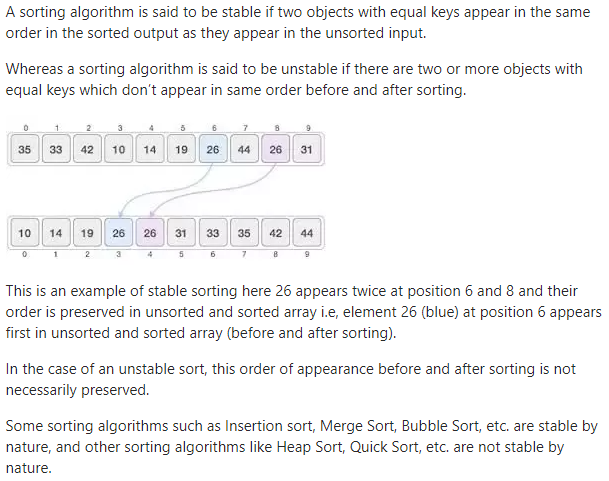 A sorting algorithm is said to be stable if two objects with equal keys appear in the same
order in the sorted output as they appear in the unsorted input.
Whereas a sorting algorithm is said to be unstable if there are two or more objects with
equal keys which don't appear in same order before and after sorting.
0 1 2 3 4 5 6 7 8 9
35 33 42 10 14 19 26 44 26 31
10 14 19 26 26 31 33 35 42 44
0 1 2 3 4 5 6 7 8 9
This is an example of stable sorting here 26 appears twice at position 6 and 8 and their
order is preserved in unsorted and sorted array i.e, element 26 (blue) at position 6 appears
first in unsorted and sorted array (before and after sorting).
In the case of an unstable sort, this order of appearance before and after sorting is not
necessarily preserved.
Some sorting algorithms such as Insertion sort, Merge Sort, Bubble Sort, etc. are stable by
nature, and other sorting algorithms like Heap Sort, Quick Sort, etc. are not stable by
nature.